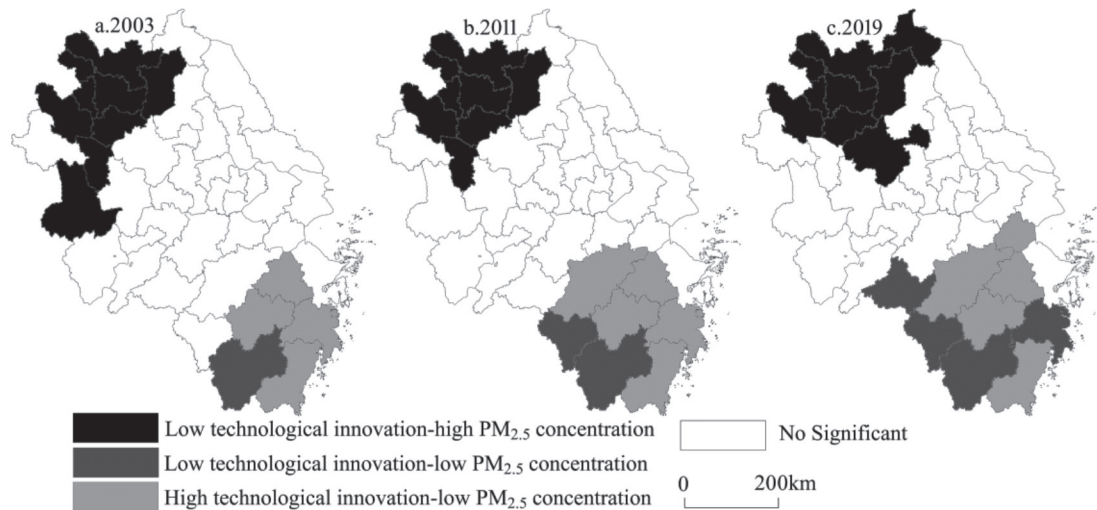 a.2003
b.2011
c.2019
Low technological innovation-high PM2.5 concentration
No Significant
Low technological innovation-low PM2.5 concentration
0 200km
High technological innovation-low PM2.5 concentration